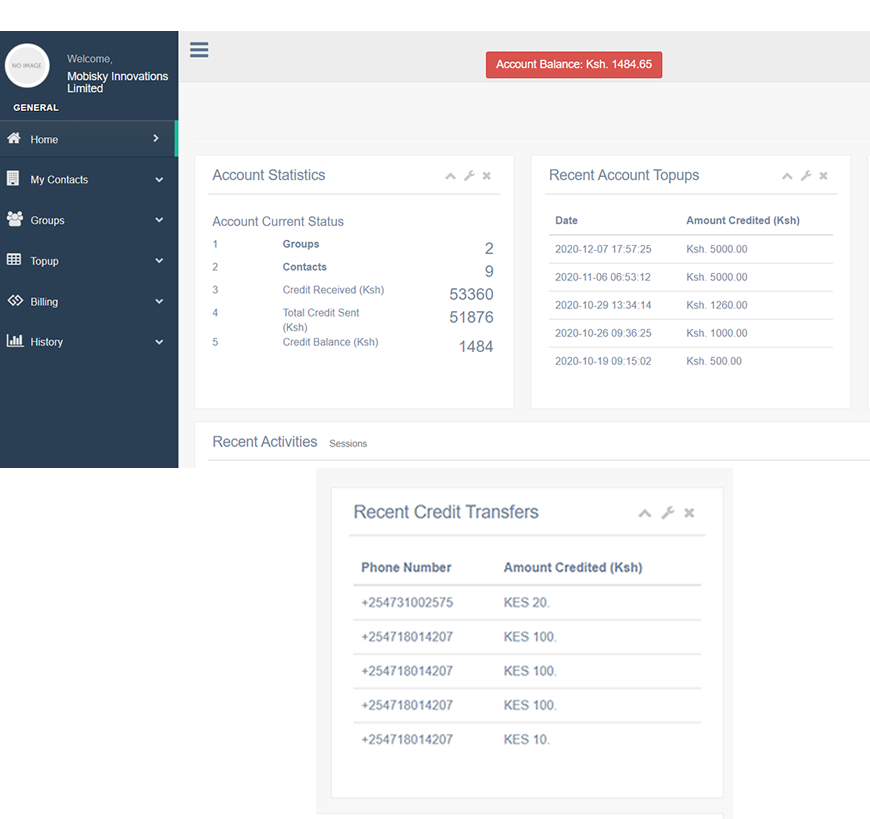 NO IMAGE
Welcome,
Mobisky Innovations
Limited
GENERAL
Home
My Contacts
Groups
Topup
Billing
History
Account Balance: Ksh. 1484.65
Account Statistics
Account Current Status
1 Groups 2
2 Contacts 9
3 Credit Received (Ksh) 53360
4 Total Credit Sent 51876
(Ksh)
5 Credit Balance (Ksh) 1484
Recent Account Topups
Date Amount Credited (Ksh)
2020-12-07 17:57:25 Ksh. 5000.00
2020-11-06 06:53:12 Ksh. 5000.00
2020-10-29 13:34:14 Ksh. 1260.00
2020-10-26 09:36:25 Ksh. 1000.00
2020-10-19 09:15:02 Ksh. 500.00
Recent Activities Sessions
Recent Credit Transfers
Phone Number Amount Credited (Ksh)
+254731002575 KES 20.
+254718014207 KES 100.
+254718014207 KES 100.
+254718014207 KES 100.
+254718014207 KES 10.